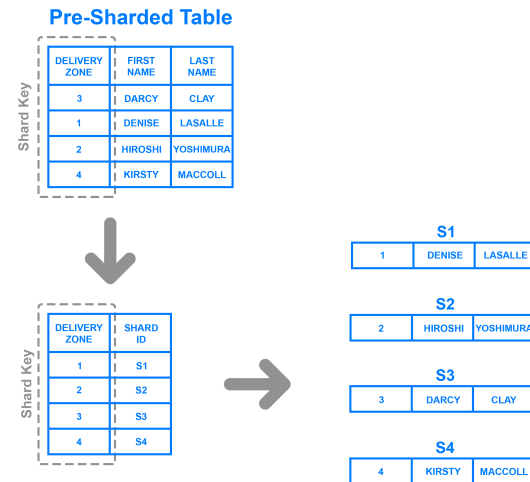 Pre-Sharded Table
Shard Key
DELIVERY ZONE FIRST NAME LAST NAME
3 DARCY CLAY
1 DENISE LASALLE
2 HIROSHI YOSHIMURA
4 KIRSTY MACCOLL
Shard Key
DELIVERY ZONE SHARD ID
1 S1
2 S2
3 S3
4 S4
S1
1 DENISE LASALLE
S2
2 HIROSHI YOSHIMURA
S3
3 DARCY CLAY
S4
4 KIRSTY MACCOLL